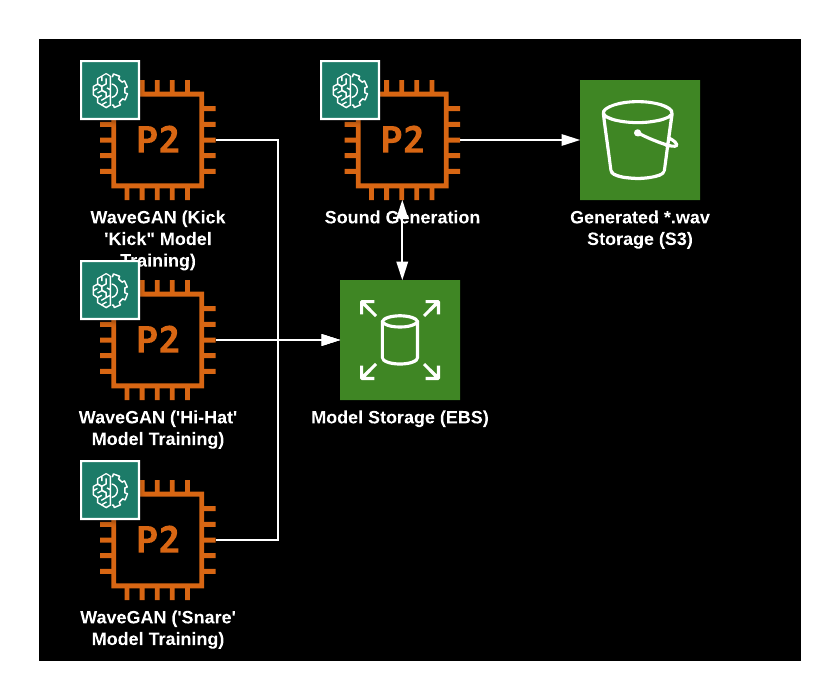 P2
WaveGAN (Kick
'Kick" Model
Training)
P2
Sound Generation
Generated *.wav
Storage (S3)
P2
WaveGAN ('Hi-Hat'
Model Training)
Model Storage (EBS)
P2
WaveGAN ('Snare'
Model Training)